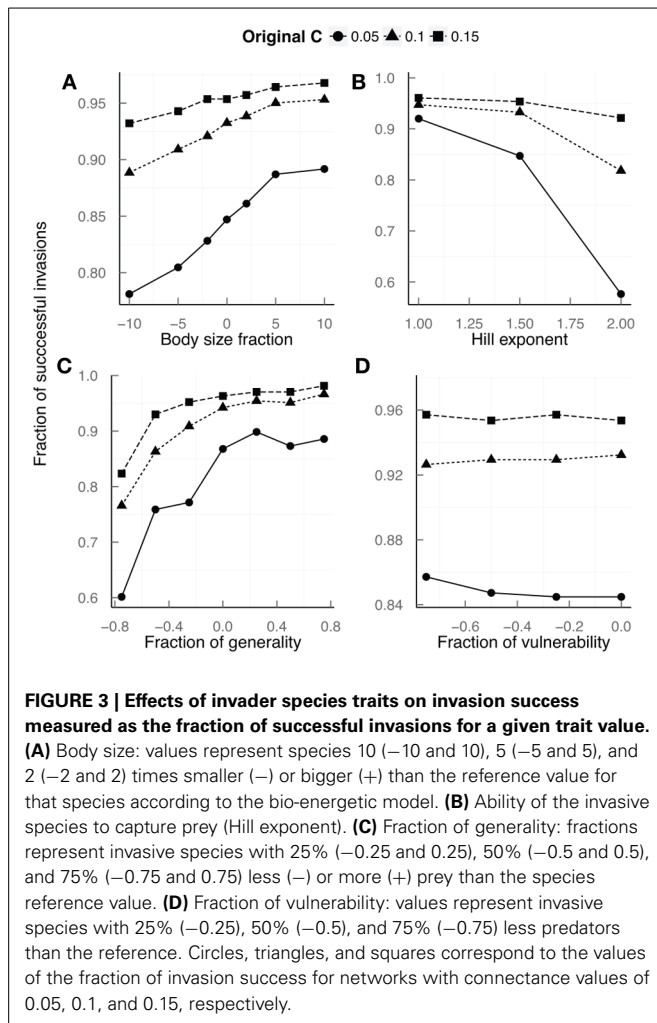 Original C 0.05 0.1 0.15
A
B
0.95
0.90
0.85
0.80
1.0
0.9
0.8
0.7
0.6
−10 −5 0 5 10
1.00 1.25 1.50 1.75 2.00
Body size fraction
Hill exponent
Fraction of succcessful invasions
C
D
1.0
0.9
0.8
0.7
0.6
0.96
0.92
0.88
0.84
−0.8 −0.4 0.0 0.4 0.8
−0.6 −0.4 −0.2 0.0
Fraction of generality
Fraction of vulnerability
FIGURE 3 | Effects of invader species traits on invasion success
measured as the fraction of successful invasions for a given trait value.
(A) Body size: values represent species 10 (−10 and 10), 5 (−5 and 5), and
2 (−2 and 2) times smaller (−) or bigger (+) than the reference value for
that species according to the bio-energetic model. (B) Ability of the invasive
species to capture prey (Hill exponent). (C) Fraction of generality: fractions
represent invasive species with 25% (−0.25 and 0.25), 50% (−0.5 and 0.5),
and 75% (−0.75 and 0.75) less (−) or more (+) prey than the species
reference value. (D) Fraction of vulnerability: values represent invasive
species with 25% (−0.25), 50% (−0.5), and 75% (−0.75) less predators
than the reference. Circles, triangles, and squares correspond to the values
of the fraction of invasion success for networks with connectance values of
0.05, 0.1, and 0.15, respectively.